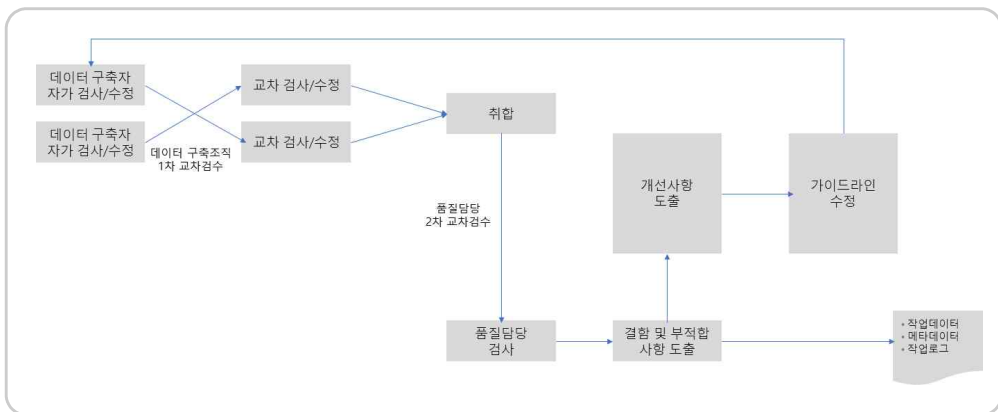 데이터 구축자
자가 검사/수정
교차 검사/수정
취합
데이터 구축자
자가 검사/수정
교차 검사/수정
데이터 구축조직
1차 교차검수
개선사항
도출
가이드라인
수정
품질담당
2차 교차검수
품질담당
검사
결함 및 부적합
사항 도출
• 작업데이터
• 메타데이터
• 작업로그